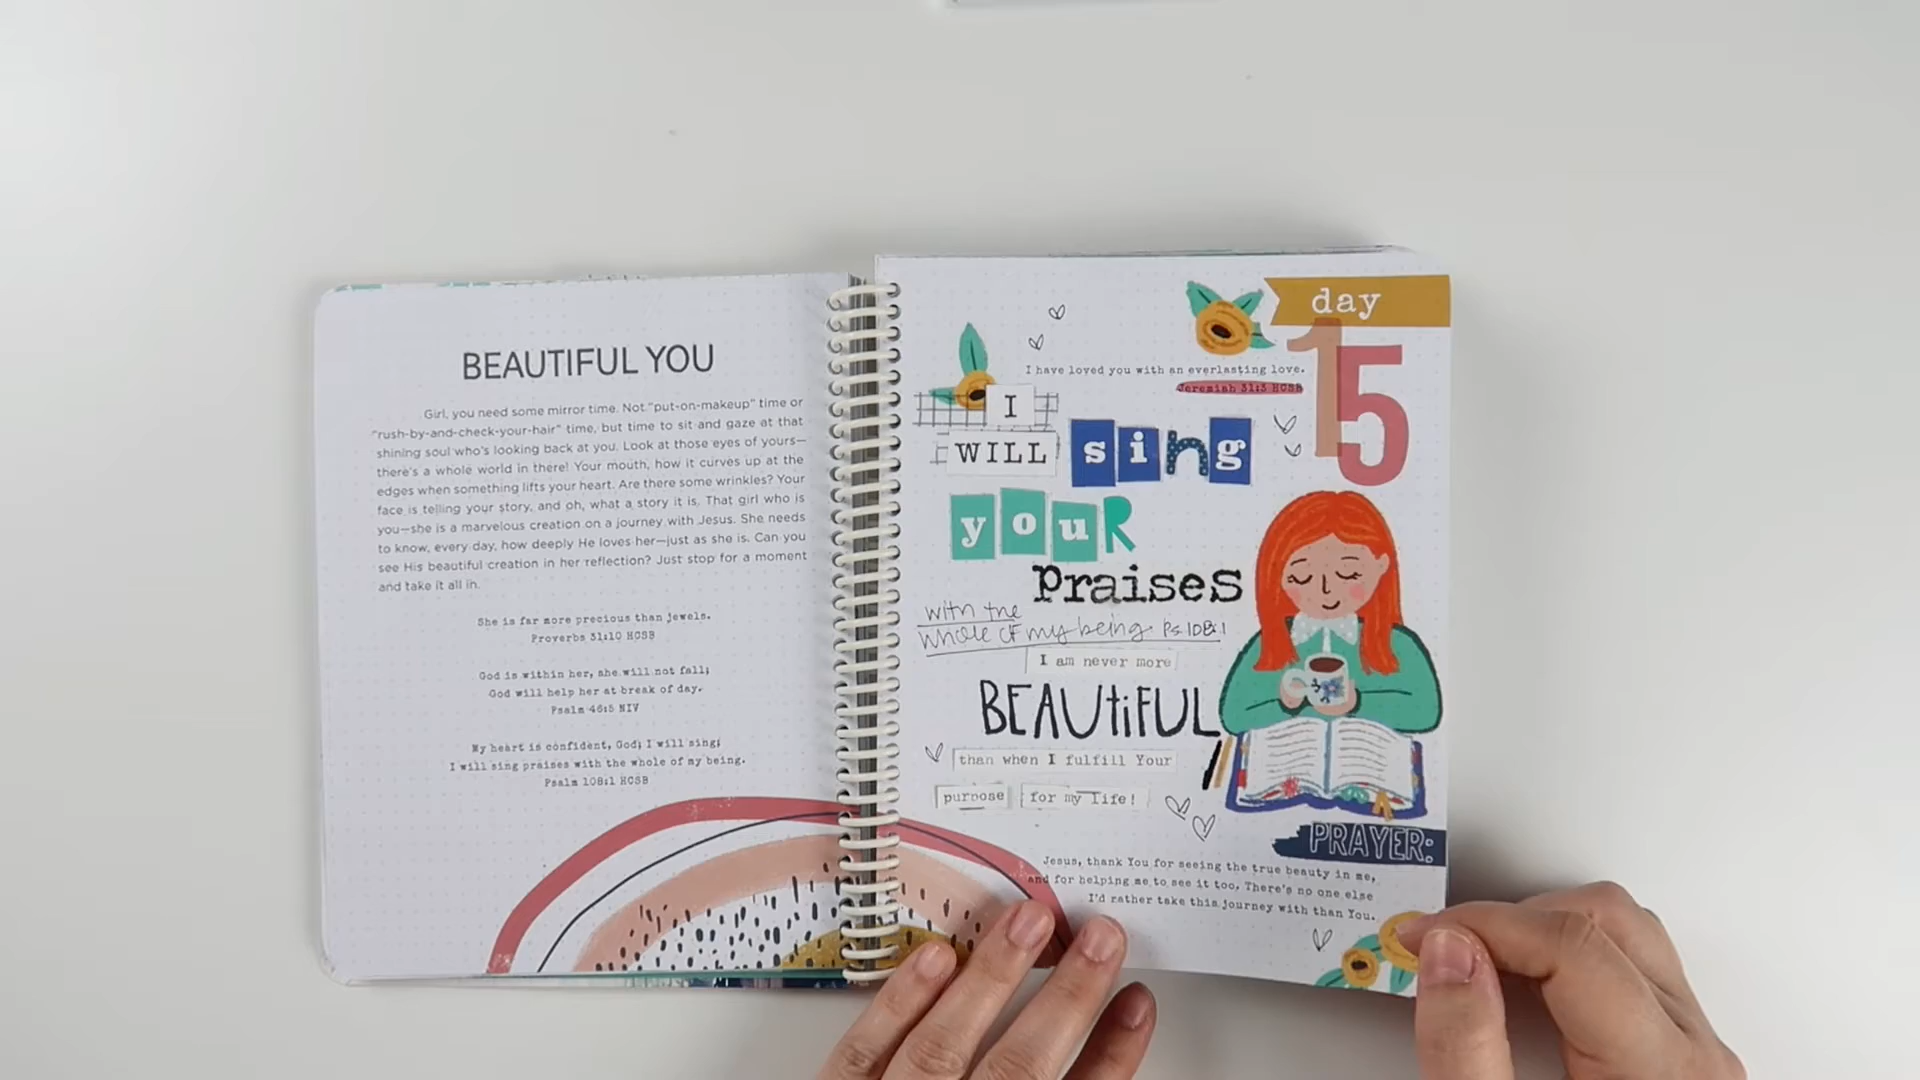 BEAUTIFUL YOU
Girl, you need some mirror time. Not "put-on-makeup" time or
"rush-by-and-check-your-hair" time, but time to sit and gaze at that
shining soul who's looking back at you. Look at those eyes of yours—
there's a whole world in there! Your mouth, how it curves up at the
edges when something lifts your heart. Are there some wrinkles? Your
face is telling your story, and oh, what a story it is. That girl who is
you—she is a marvelous creation on a journey with Jesus. She needs
to know, every day, how deeply He loves her—just as she is. Can you
see His beautiful creation in her reflection? Just stop for a moment
and take it all in.
She is far more precious than jewels.
Proverbs 31:10 HCSB
God is within her, she will not fall;
God will help her at break of day.
Psalm 46:5 NIV
My heart is confident, God; I will sing;
I will sing praises with the whole of my being.
Psalm 108:1 HCSB
day
15
I have loved you with an everlasting love.
Jeremiah 31:3 HCSB
I
WILL sing
youR
Praises
with the
whole of my being. Ps. 108:1
I am never more
BEAUtiFUL
than when I fulfill Your
purpose for my life!
PRAYER:
Jesus, thank You for seeing the true beauty in me,
and for helping me to see it too. There's no one else
I'd rather take this journey with than You.